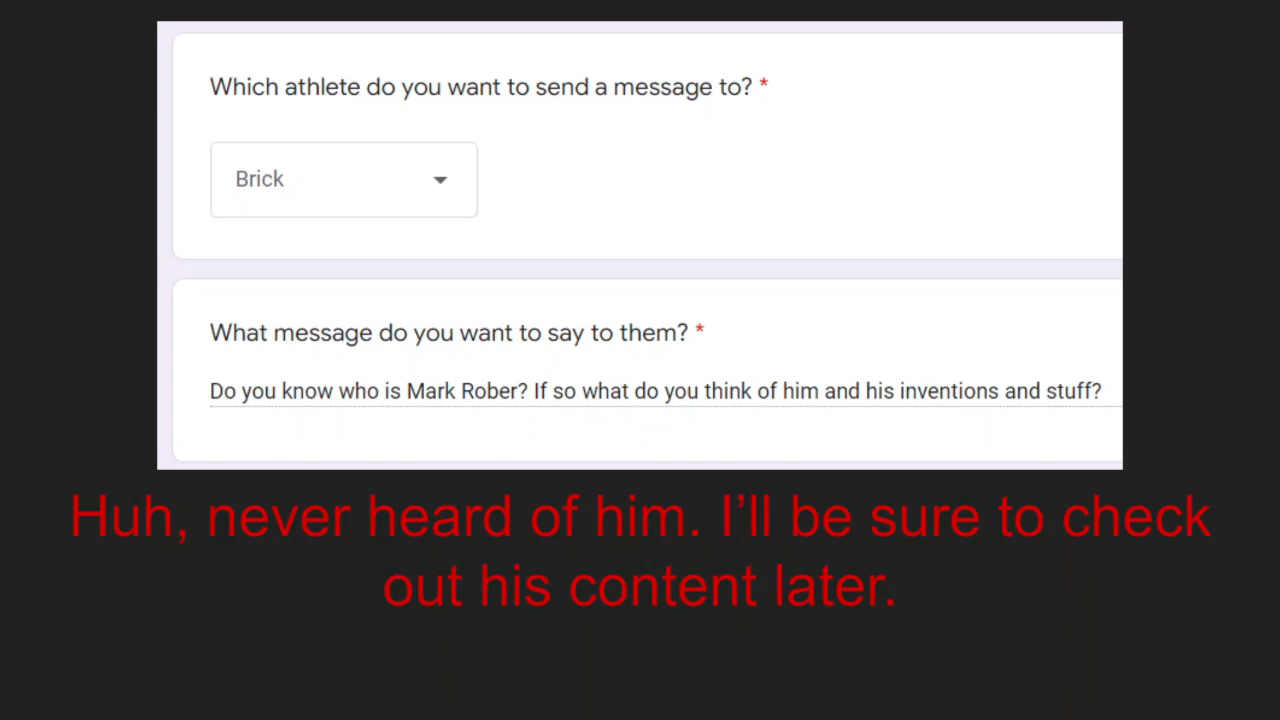 Which athlete do you want to send a message to? *
Brick
What message do you want to say to them? *
Do you know who is Mark Rober? If so what do you think of him and his inventions and stuff?
Huh, never heard of him. I’ll be sure to check
out his content later.